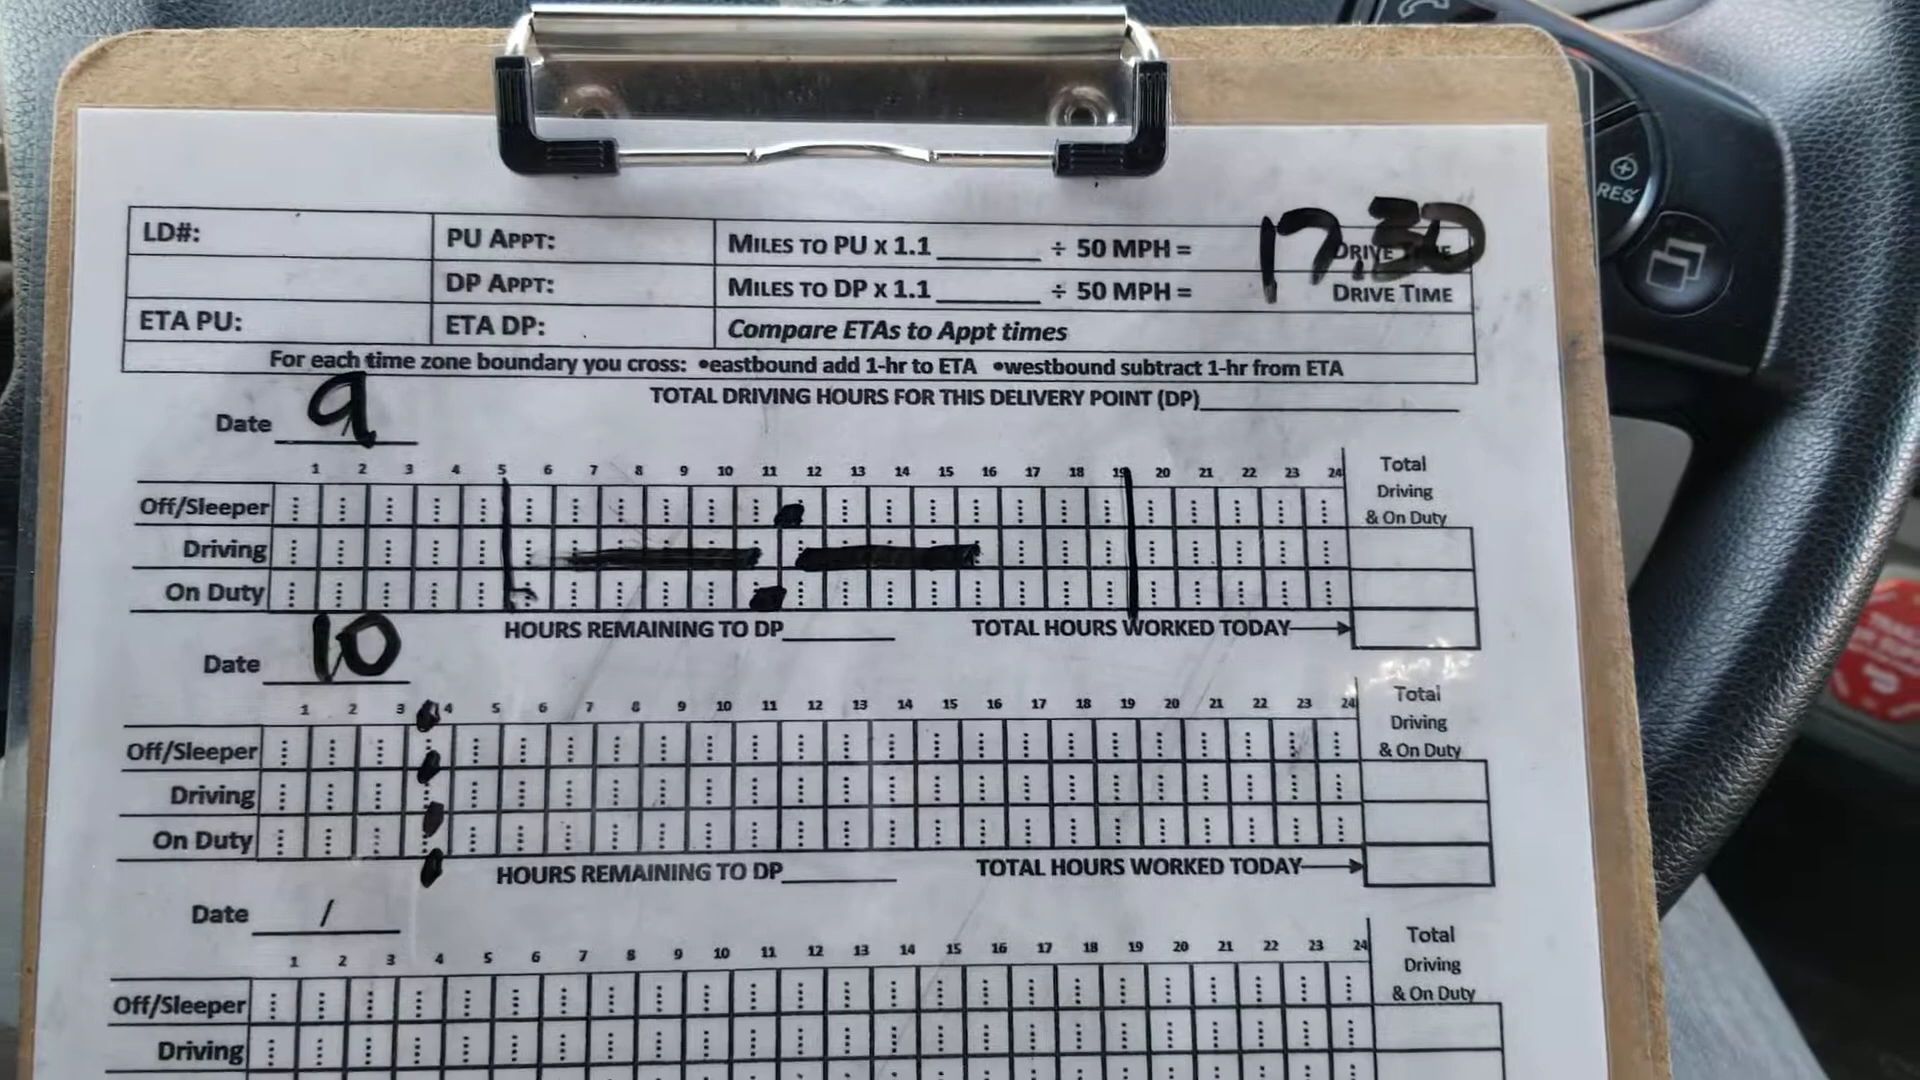 RES
LD#: PU APPT: MILES TO PU X 1.1 ________ ÷ 50 MPH = 17,30 DRIVE TIME
DP APPT: MILES TO DP X 1.1 ________ ÷ 50 MPH = DRIVE TIME
ETA PU: ETA DP: Compare ETAs to Appt times
For each time zone boundary you cross: •eastbound add 1-hr to ETA •westbound subtract 1-hr from ETA
TOTAL DRIVING HOURS FOR THIS DELIVERY POINT (DP)________
Date 9
1 2 3 4 5 6 7 8 9 10 11 12 13 14 15 16 17 18 19 20 21 22 23 24 Total
Driving
Off/Sleeper & On Duty
Driving
On Duty
HOURS REMAINING TO DP________ TOTAL HOURS WORKED TODAY
Date 10
1 2 3 4 5 6 7 8 9 10 11 12 13 14 15 16 17 18 19 20 21 22 23 24 Total
Driving
Off/Sleeper & On Duty
Driving
On Duty
HOURS REMAINING TO DP________ TOTAL HOURS WORKED TODAY
Date /
1 2 3 4 5 6 7 8 9 10 11 12 13 14 15 16 17 18 19 20 21 22 23 24 Total
Driving
Off/Sleeper & On Duty
Driving